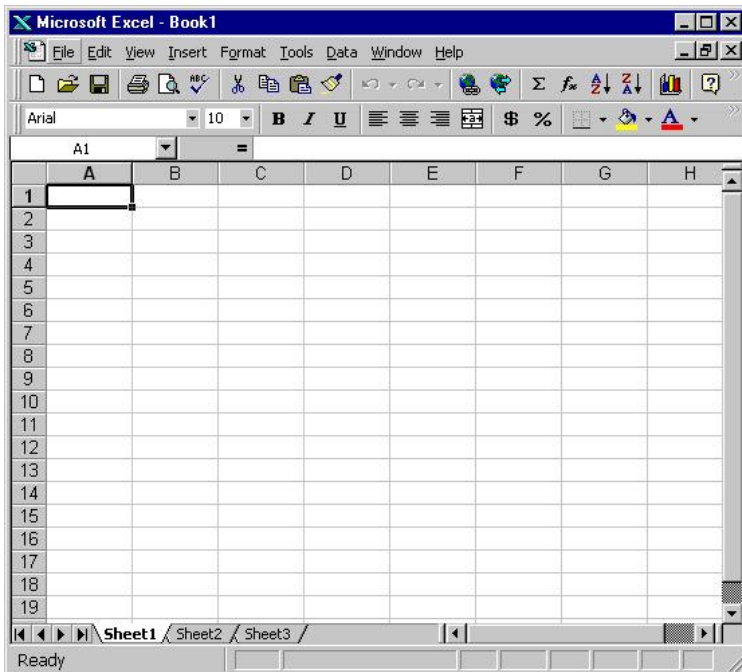 Microsoft Excel - Book1
File Edit View Insert Format Tools Data Window Help
ABC Σ fx A Z Z A ?
Arial 10 B I U a $ % A
A1 =
A B C D E F G H
1
2
3
4
5
6
7
8
9
10
11
12
13
14
15
16
17
18
19
Sheet1 Sheet2 Sheet3
Ready